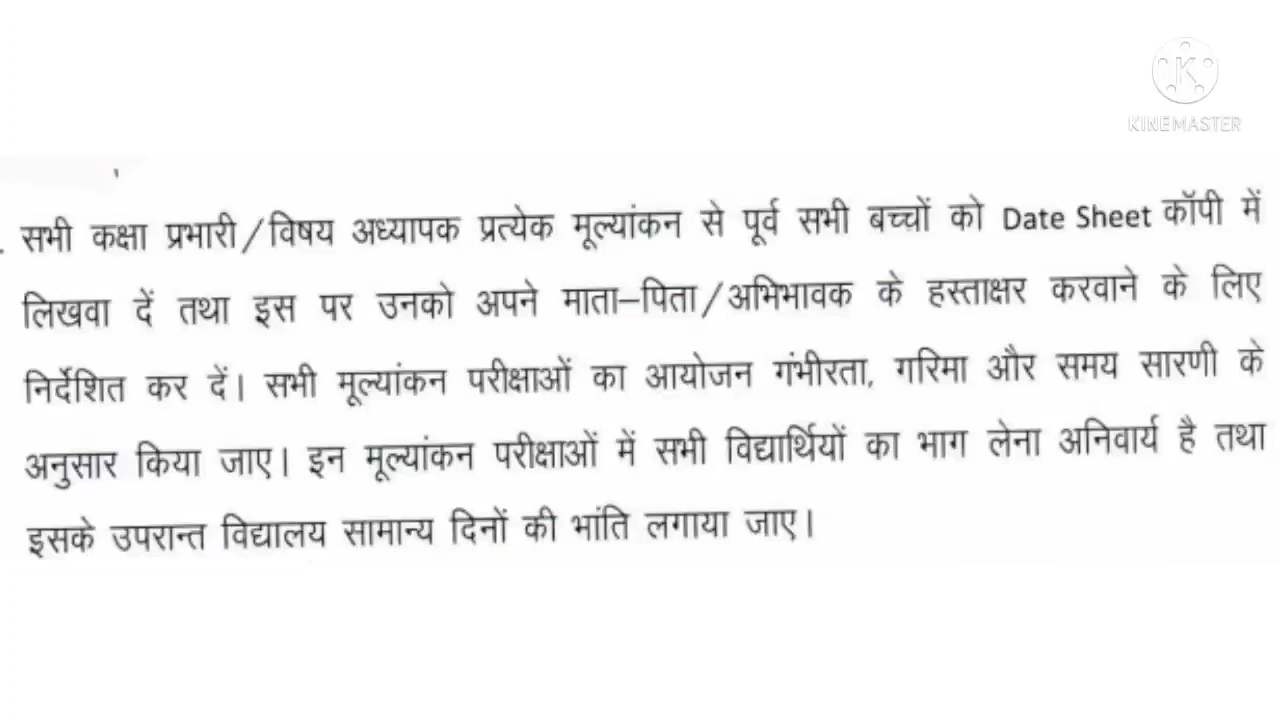 KINEMASTER
सभी कक्षा प्रभारी/विषय अध्यापक प्रत्येक मूल्यांकन से पूर्व सभी बच्चों को Date Sheet कॉपी में
लिखवा दें तथा इस पर उनको अपने माता–पिता/अभिभावक के हस्ताक्षर करवाने के लिए
निर्देशित कर दें। सभी मूल्यांकन परीक्षाओं का आयोजन गंभीरता, गरिमा और समय सारणी के
अनुसार किया जाए। इन मूल्यांकन परीक्षाओं में सभी विद्यार्थियों का भाग लेना अनिवार्य है तथा
इसके उपरान्त विद्यालय सामान्य दिनों की भांति लगाया जाए।